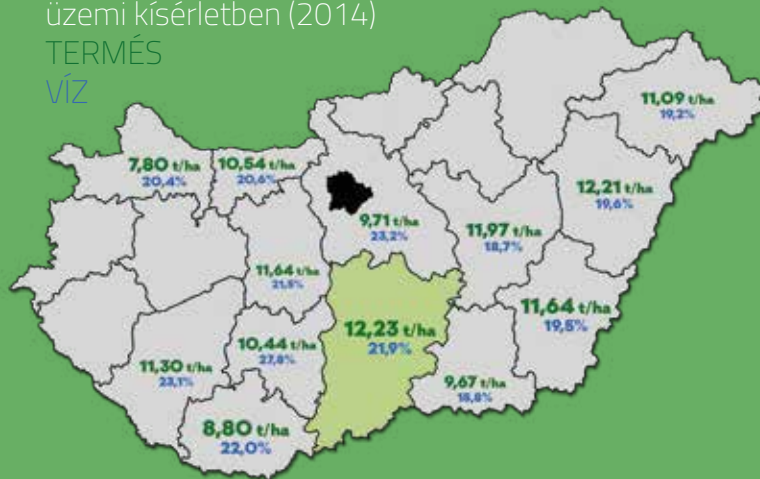 üzemi kísérletben (2014)
TERMÉS
VÍZ
11,09 t/ha
19,2%
7,80 t/ha
20,4%
10,54 t/ha
20,6%
12,21 t/ha
19,6%
9,71 t/ha
23,2%
11,97 t/ha
18,7%
11,64 t/ha
21,5%
11,64 t/ha
19,5%
12,23 t/ha
21,9%
10,44 t/ha
27,8%
11,30 t/ha
23,1%
9,67 t/ha
18,8%
8,80 t/ha
22,0%